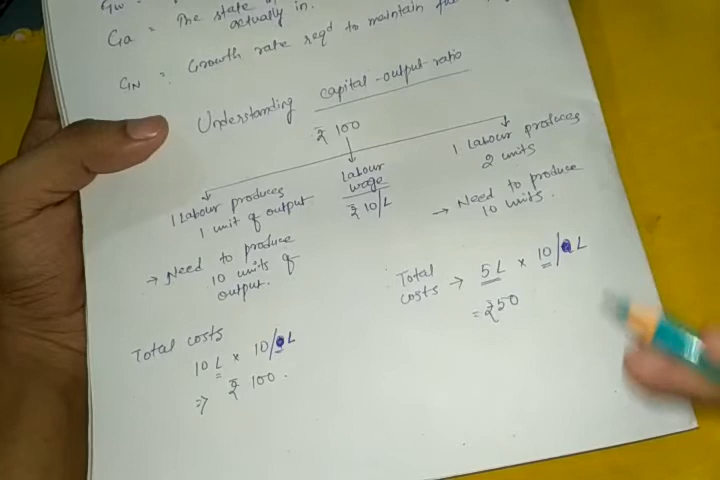 Gw =
Ga = The state
actually in.
GN : Growth rate reqd to maintain
Understanding capital-output-ratio
₹ 100
1 Labour produces
1 unit of output
→ Need to produce
10 units of
output.
Total costs
10 L × 10/L
⇒ ₹ 100.
Labour
wage
₹ 10/L
1 Labour produces
2 units
→ Need to produce
10 units.
Total
costs → 5L × 10/L
= ₹50